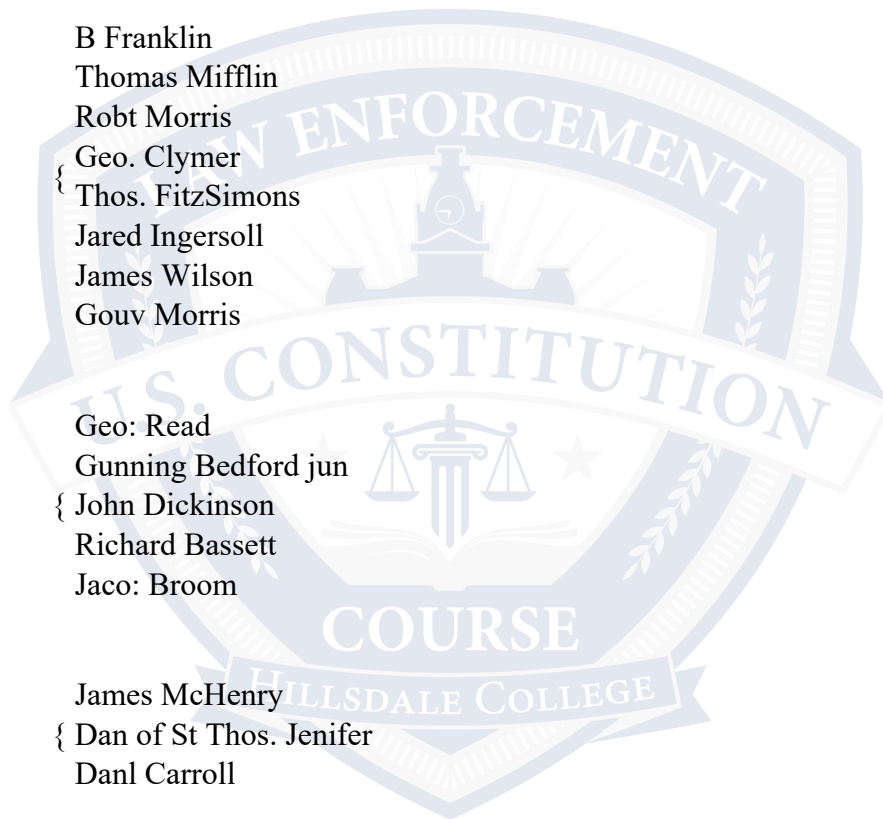 B Franklin
Thomas Mifflin
Robt Morris
{ Geo. Clymer
Thos. FitzSimons
Jared Ingersoll
James Wilson
Gouv Morris
Geo: Read
Gunning Bedford jun
{ John Dickinson
Richard Bassett
Jaco: Broom
James McHenry
{ Dan of St Thos. Jenifer
Danl Carroll
LAW ENFORCEMENT
U.S. CONSTITUTION
COURSE
HILLSDALE COLLEGE